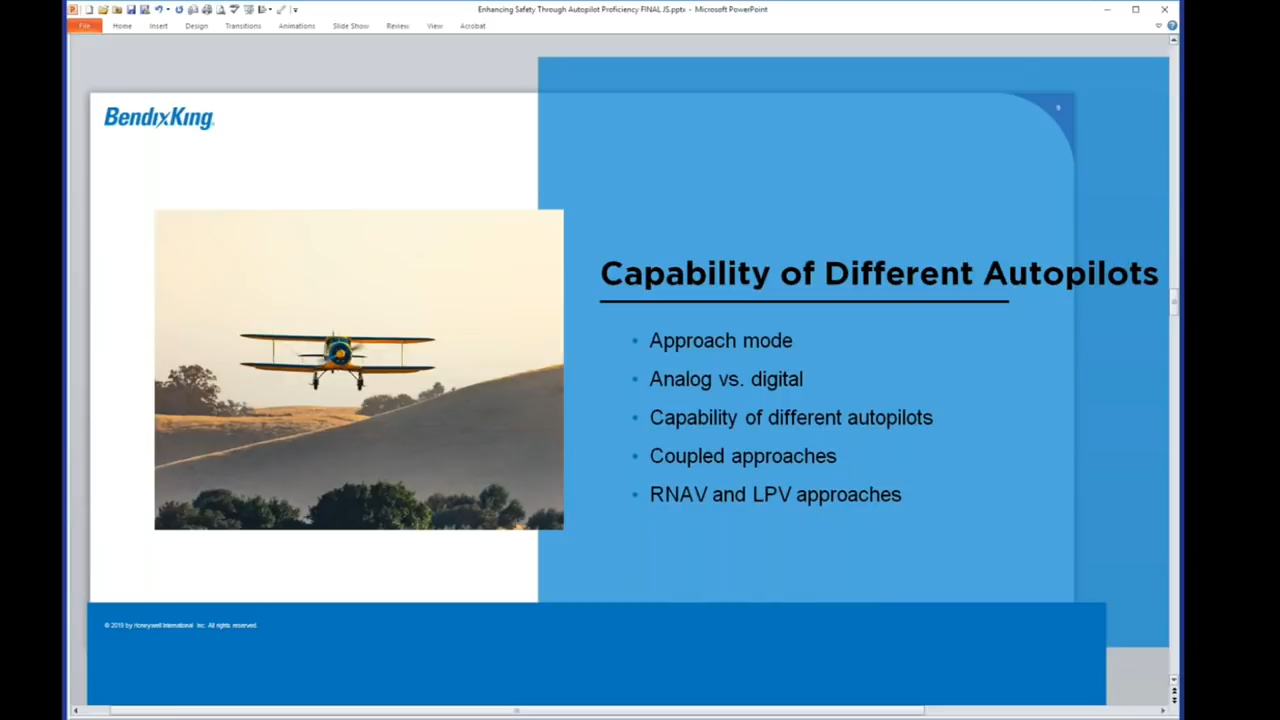 Enhancing Safety Through Autopilot Proficiency FINAL JS.pptx - Microsoft PowerPoint
File Home Insert Design Transitions Animations Slide Show Review View Acrobat
BendixKing
9
Capability of Different Autopilots
• Approach mode
• Analog vs. digital
• Capability of different autopilots
• Coupled approaches
• RNAV and LPV approaches
© 2019 by Honeywell International Inc. All rights reserved.